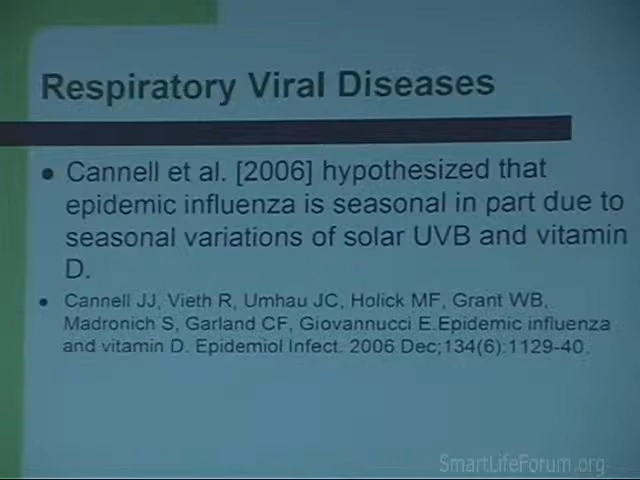 Respiratory Viral Diseases
• Cannell et al. [2006] hypothesized that
epidemic influenza is seasonal in part due to
seasonal variations of solar UVB and vitamin
D.
• Cannell JJ, Vieth R, Umhau JC, Holick MF, Grant WB,
Madronich S, Garland CF, Giovannucci E.Epidemic influenza
and vitamin D. Epidemiol Infect. 2006 Dec;134(6):1129-40.
SmartLifeForum.org